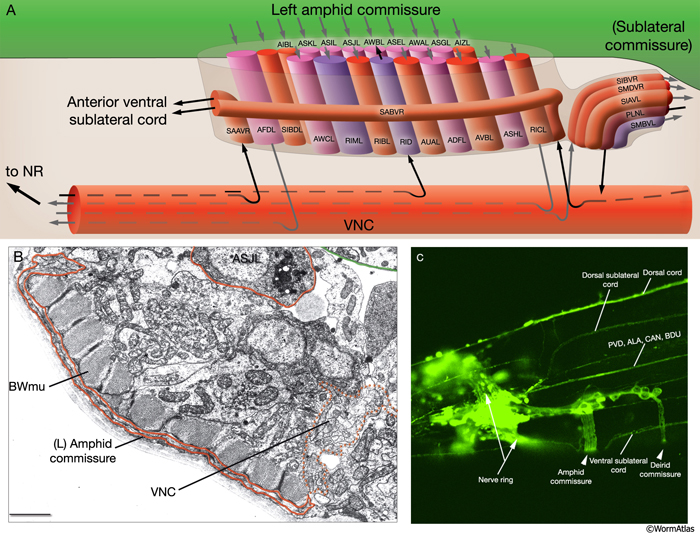 A
Left amphid commissure
(Sublateral
commissure)
AIBL ASKL ASIL ASJL AWBL ASEL AWAL ASGL AIZL
Anterior ventral
sublateral cord
SABVR
SIBVR
SMDVR
SIAVL
PLNL
SMBVL
SAAVR AFDL SIBDL AWCL RIML RIBL RID AUAL ADFL AVBL ASHL RICL
to NR
VNC
B
ASJL
BWmu
(L) Amphid
commissure
VNC
C
Dorsal sublateral
cord
Dorsal cord
PVD, ALA, CAN, BDU
Nerve ring
Amphid
commissure
Ventral sublateral
cord
Deirid
commissure
©WormAtlas